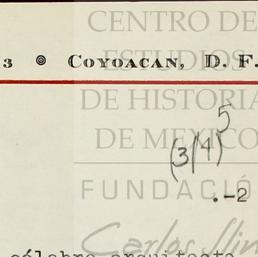 CENTRO DE
3 ⊚ COYOACAN, D. F.
ESTUDIOS
DE HISTORIA
DE MEXICO
(3/4) 5
FUNDACIÓ
.-2
Carlos Slim
célebre arquitecto